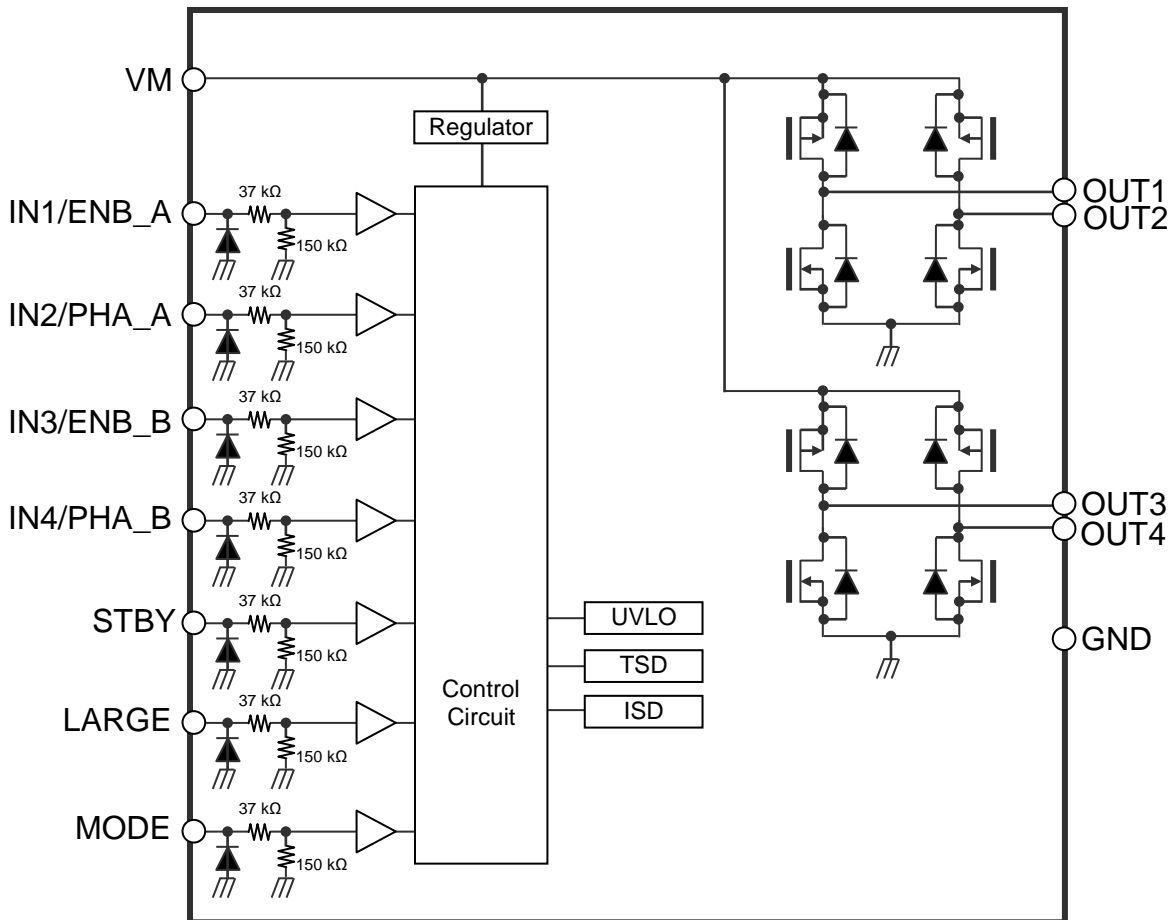 VM
Regulator
37 kΩ
IN1/ENB_A
150 kΩ
OUT1
OUT2
37 kΩ
IN2/PHA_A
150 kΩ
37 kΩ
IN3/ENB_B
150 kΩ
37 kΩ
IN4/PHA_B
150 kΩ
OUT3
OUT4
37 kΩ
STBY
150 kΩ
UVLO
GND
TSD
Control
Circuit
ISD
37 kΩ
LARGE
150 kΩ
37 kΩ
MODE
150 kΩ